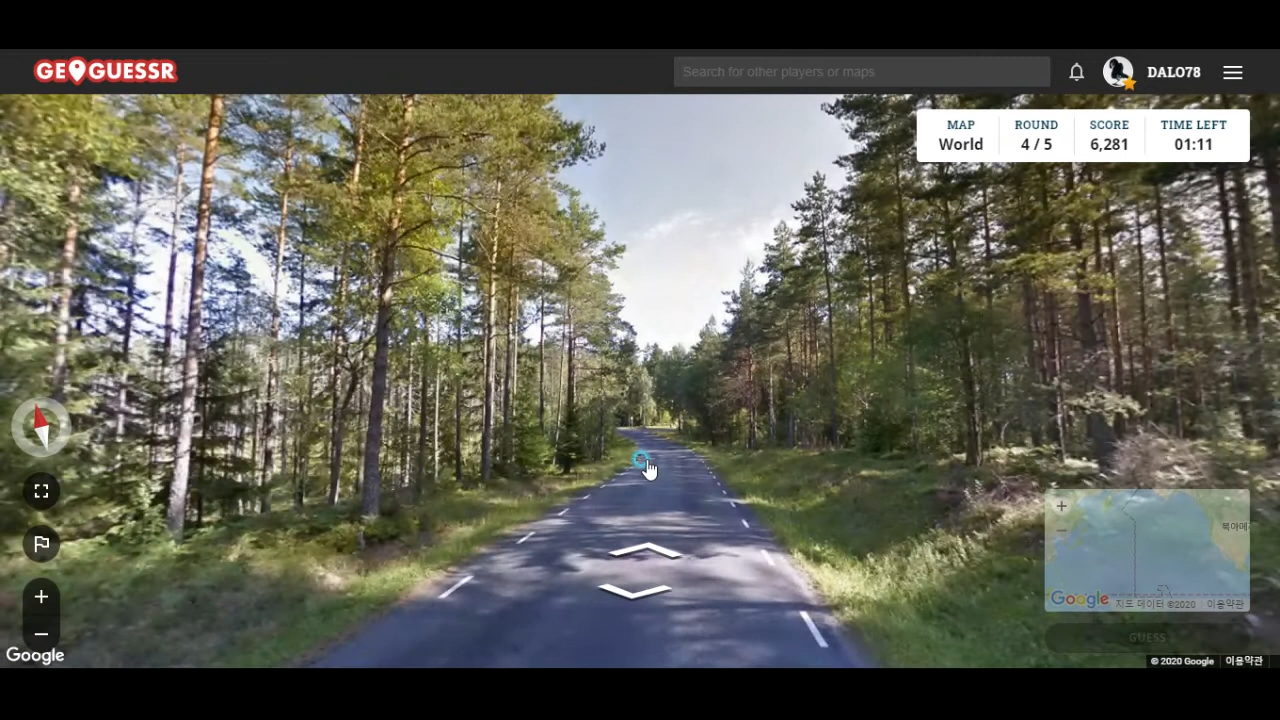 GEOGUESSR
Search for other players or maps
DALO78
MAP
World
ROUND
4 / 5
SCORE
6,281
TIME LEFT
01:11
+
−
+
−
Google
지도 데이터 ©2020
이용약관
GUESS
Google
© 2020 Google
이용약관